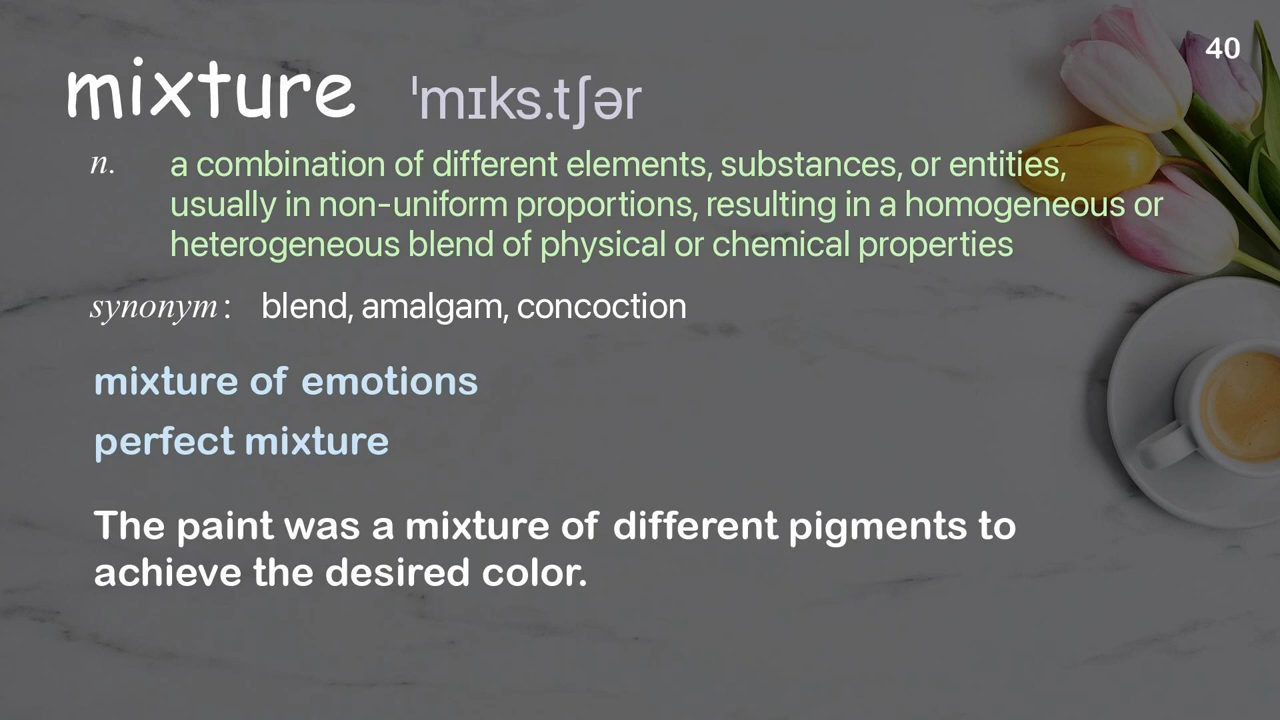 40
mixture ˈmɪks.tʃər
n. a combination of different elements, substances, or entities,
usually in non-uniform proportions, resulting in a homogeneous or
heterogeneous blend of physical or chemical properties
synonym: blend, amalgam, concoction
mixture of emotions
perfect mixture
The paint was a mixture of different pigments to
achieve the desired color.